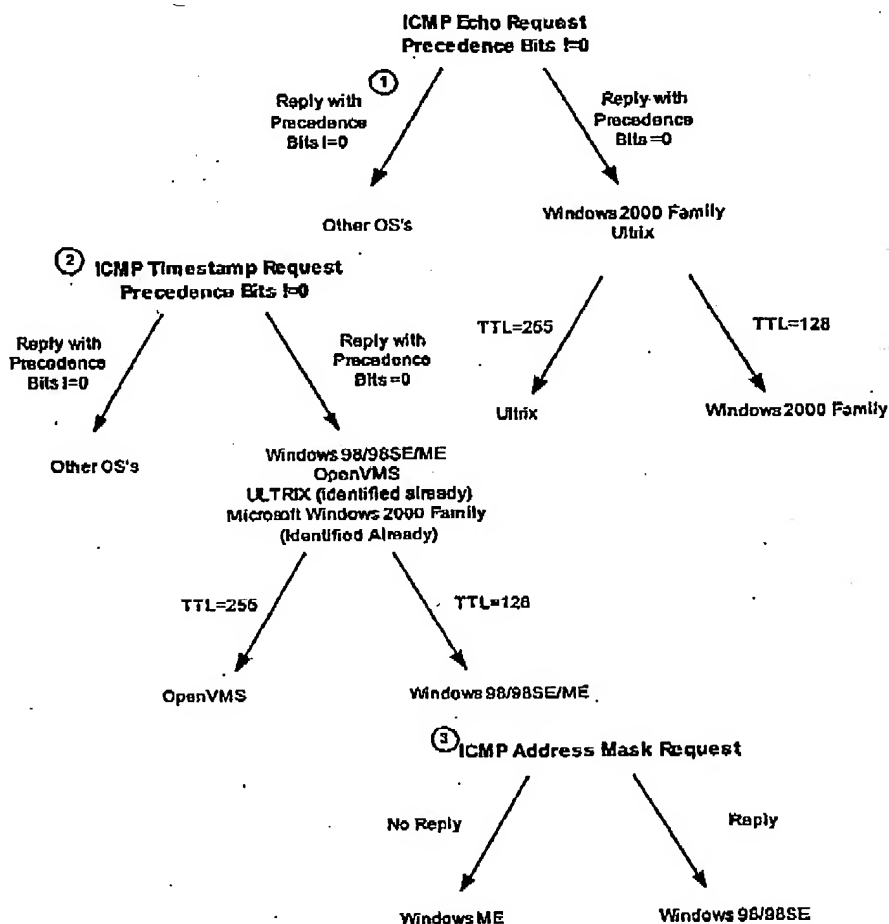 ICMP Echo Request
Precedence Bits !=0
1
Reply with
Precedence
Bits !=0
Reply with
Precedence
Bits =0
Other OS's
Windows 2000 Family
Ultrix
2 ICMP Timestamp Request
Precedence Bits !=0
TTL=255
TTL=128
Reply with
Precedence
Bits !=0
Reply with
Precedence
Bits =0
Ultrix
Windows 2000 Family
Other OS's
Windows 98/98SE/ME
OpenVMS
ULTRIX (identified already)
Microsoft Windows 2000 Family
(Identified Already)
TTL=255
TTL=128
OpenVMS
Windows 98/98SE/ME
3 ICMP Address Mask Request
No Reply
Reply
Windows ME
Windows 98/98SE